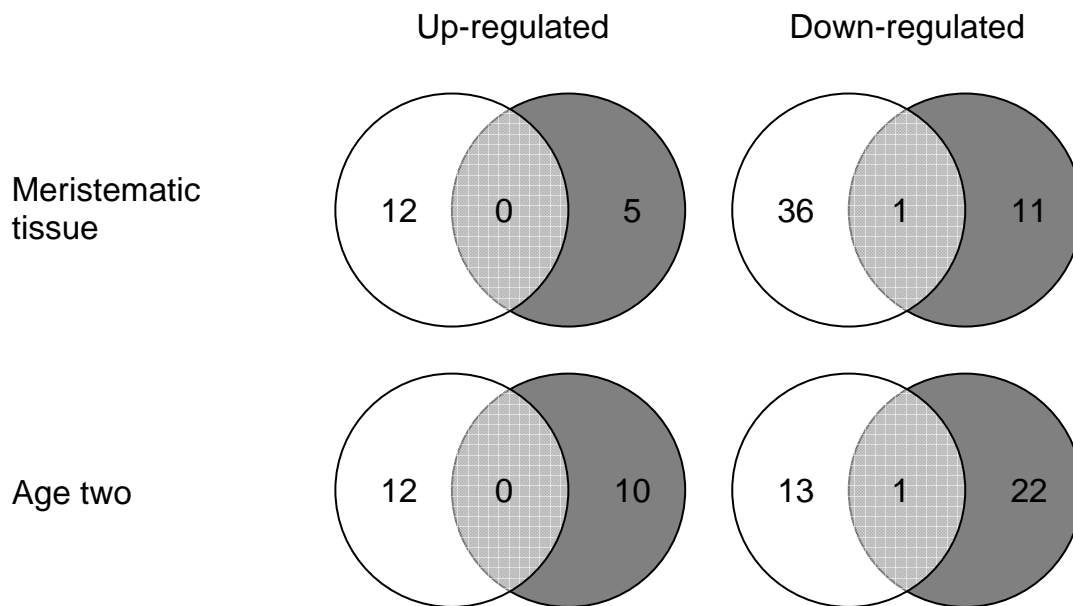 Up-regulated Down-regulated
Meristematic
tissue
12 0 5 36 1 11
Age two 12 0 10 13 1 22